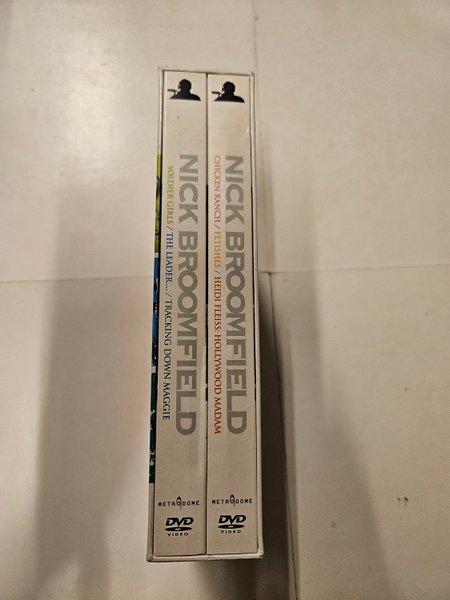 NICK BROOMFIELD
SOLDIER GIRLS / THE LEADER... / TRACKING DOWN MAGGIE
METRODOME
DVD
VIDEO
NICK BROOMFIELD
CHICKEN RANCH / FETISHES / HEIDI FLEISS: HOLLYWOOD MADAM
METRODOME
DVD
VIDEO